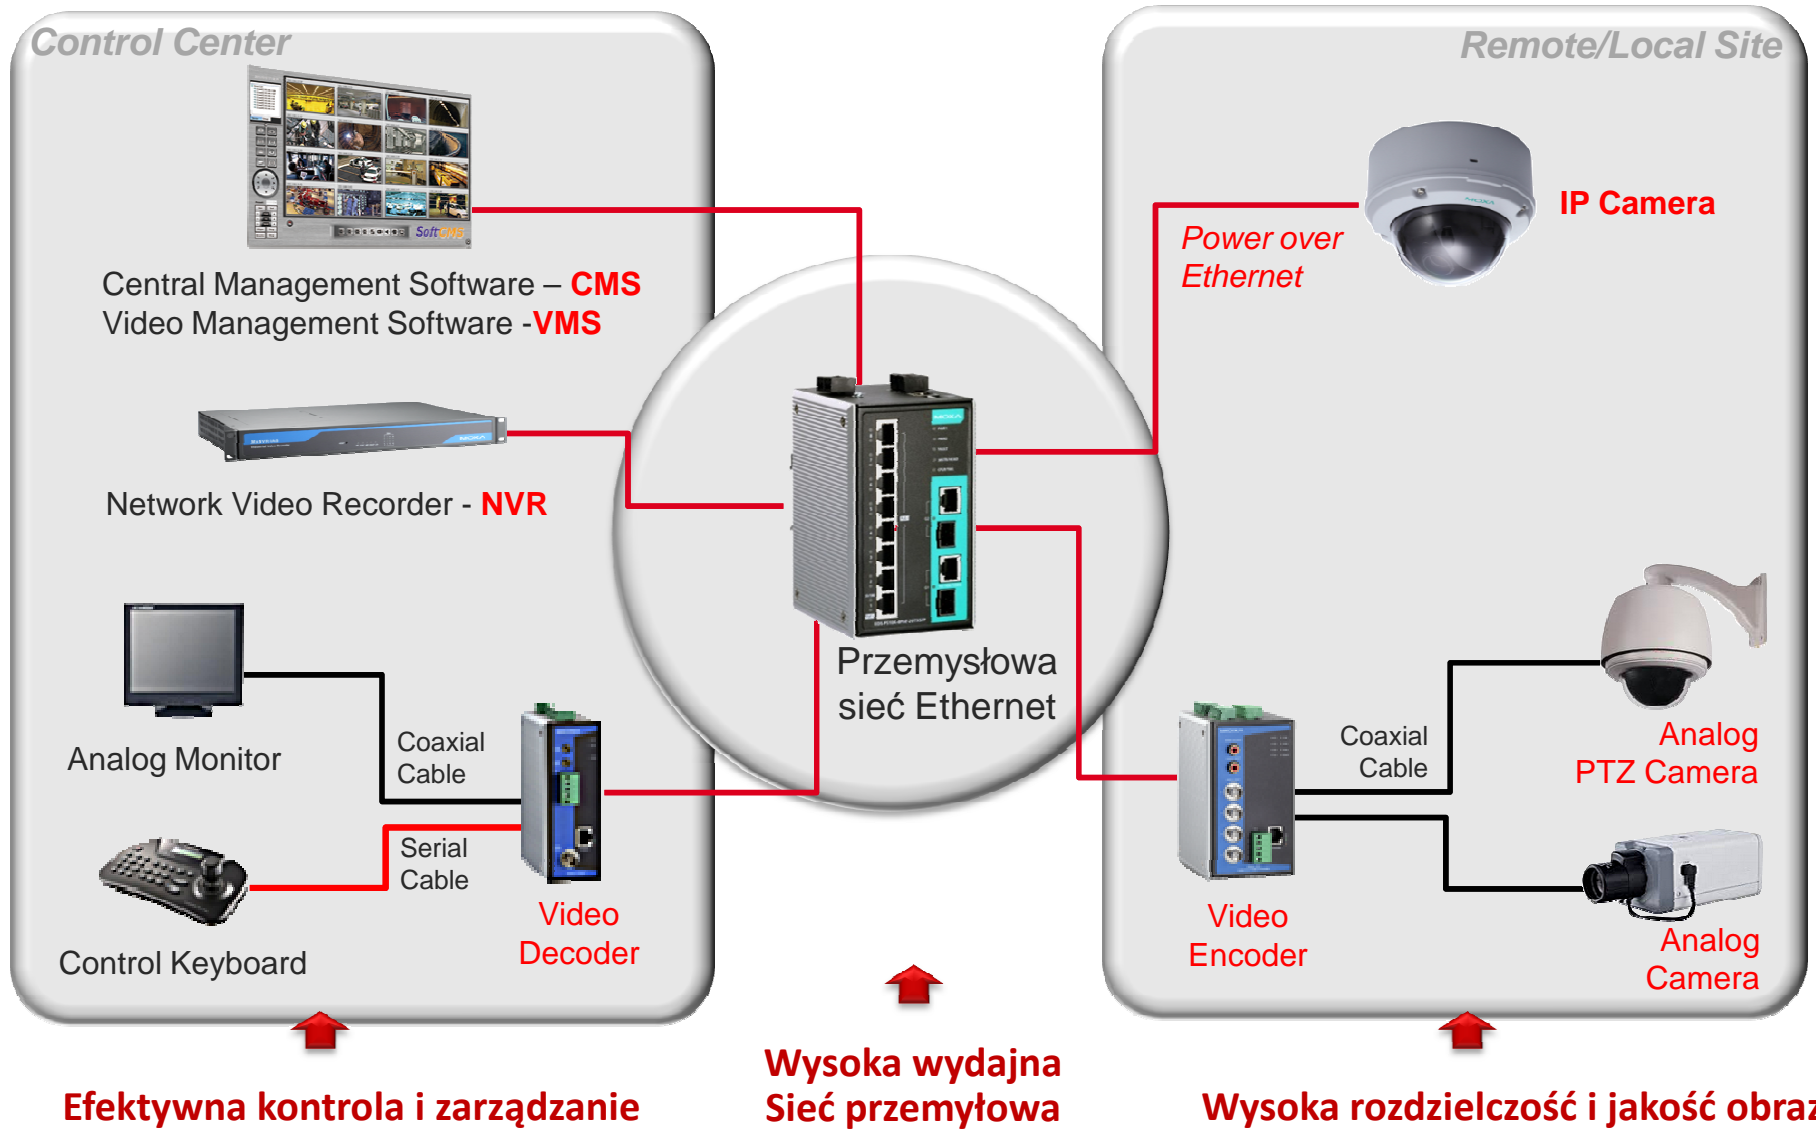 Control Center
Remote/Local Site
SoftCMS
Central Management Software – CMS
Video Management Software -VMS
IP Camera
Power over
Ethernet
MOXA
Network Video Recorder - NVR
Przemysłowa
sieć Ethernet
Analog Monitor
Coaxial
Cable
Serial
Cable
Control Keyboard
Video
Decoder
Coaxial
Cable
Video
Encoder
Analog
PTZ Camera
Analog
Camera
Efektywna kontrola i zarządzanie
Wysoka wydajna
Sieć przemyłowa
Wysoka rozdzielczość i jakość obraz